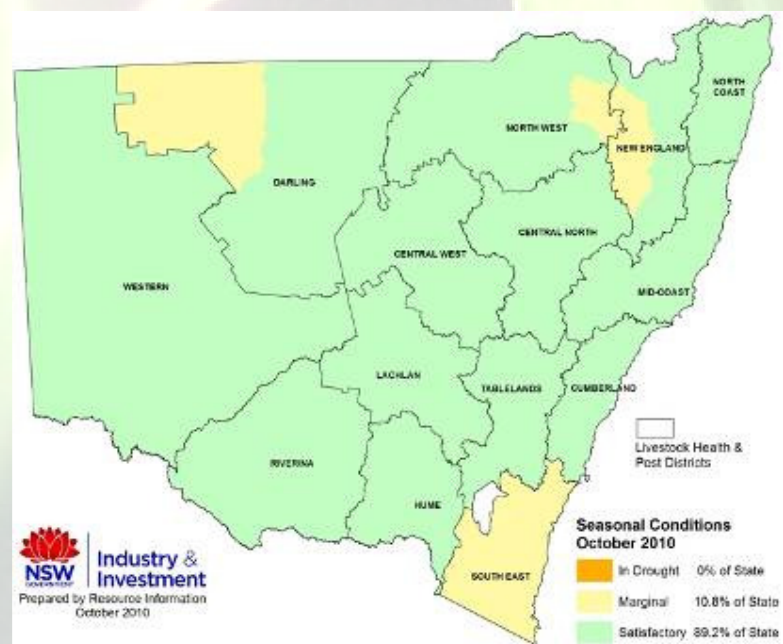 NORTH
COAST
NORTH WEST
NEW ENGLAND
DARLING
CENTRAL NORTH
CENTRAL WEST
WESTERN
MID-COAST
LACHLAN
TABLELANDS
CUMBERLAND
RIVERINA
HUME
SOUTH EAST
Livestock Health &
Pest Districts
Seasonal Conditions
October 2010
In Drought 0% of State
Marginal 10.8% of State
Satisfactory 89.2% of State
NSW
GOVERNMENT
Industry &
Investment
Prepared by Resource Information
October 2010